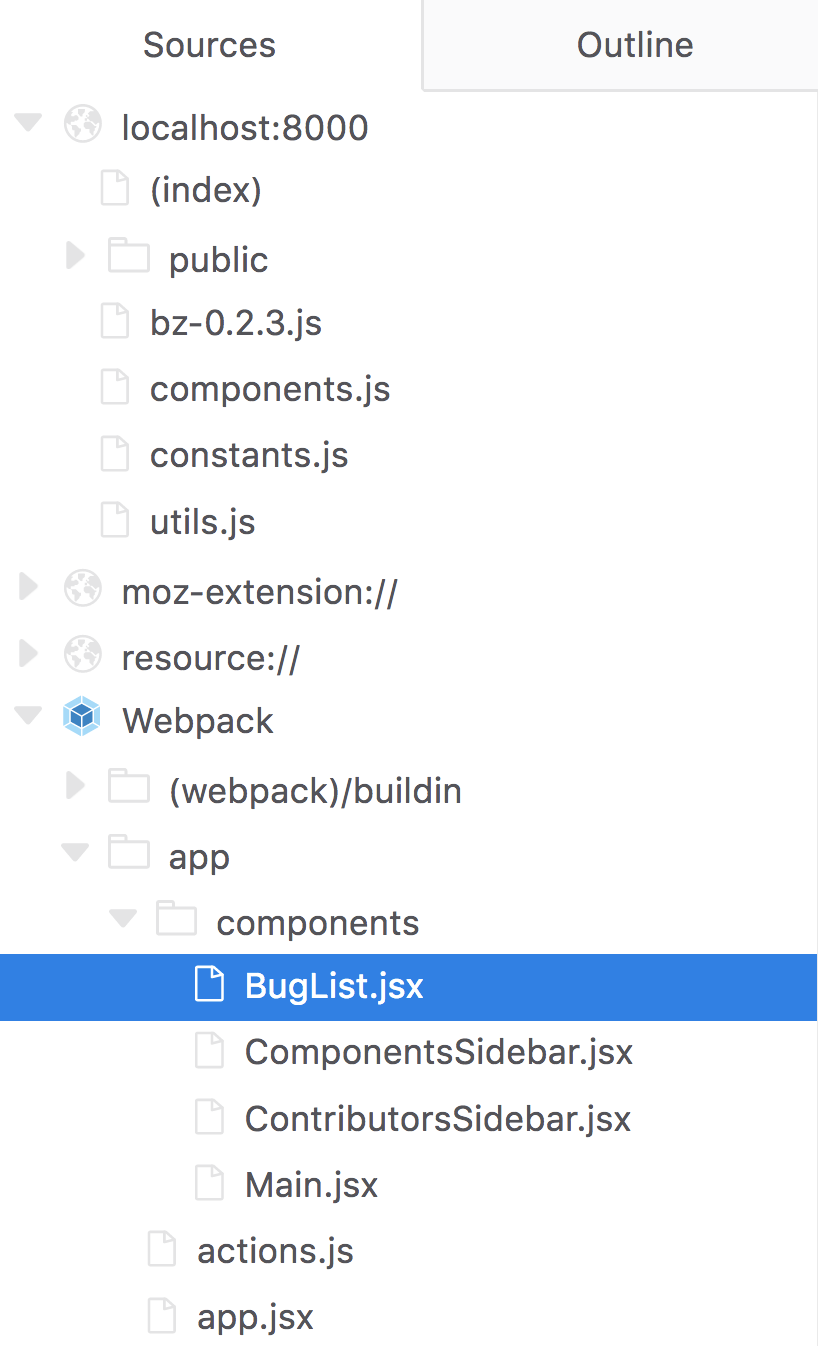 Sources Outline
localhost:8000
(index)
public
bz-0.2.3.js
components.js
constants.js
utils.js
moz-extension://
resource://
Webpack
(webpack)/buildin
app
components
BugList.jsx
ComponentsSidebar.jsx
ContributorsSidebar.jsx
Main.jsx
actions.js
app.jsx